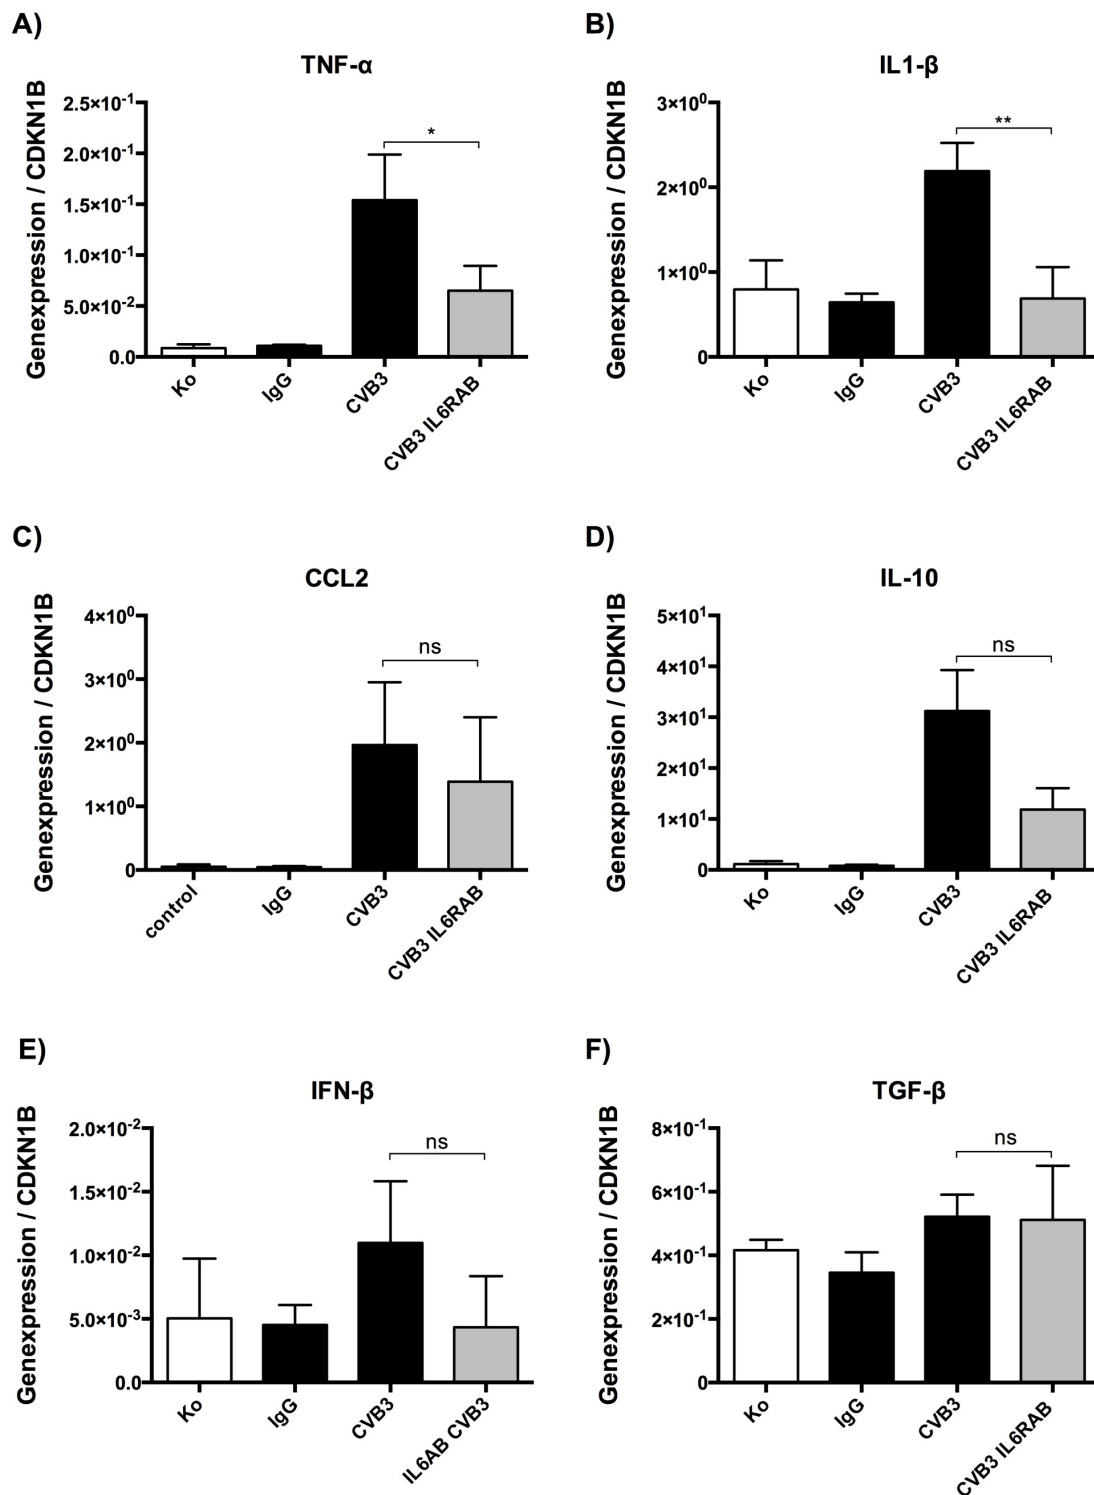 A)
TNF-α
Genexpression / CDKN1B
2.5×10⁻¹
2.0×10⁻¹
1.5×10⁻¹
1.0×10⁻¹
5.0×10⁻²
0.0
*
Ko
IgG
CVB3
CVB3 IL6RAB
B)
IL1-β
Genexpression / CDKN1B
3×10⁰
2×10⁰
1×10⁰
0
**
Ko
IgG
CVB3
CVB3 IL6RAB
C)
CCL2
Genexpression / CDKN1B
4×10⁰
3×10⁰
2×10⁰
1×10⁰
0
ns
control
IgG
CVB3
CVB3 IL6RAB
D)
IL-10
Genexpression / CDKN1B
5×10¹
4×10¹
3×10¹
2×10¹
1×10¹
0
ns
Ko
IgG
CVB3
CVB3 IL6RAB
E)
IFN-β
Genexpression / CDKN1B
2.0×10⁻²
1.5×10⁻²
1.0×10⁻²
5.0×10⁻³
0.0
ns
Ko
IgG
CVB3
IL6AB CVB3
F)
TGF-β
Genexpression / CDKN1B
8×10⁻¹
6×10⁻¹
4×10⁻¹
2×10⁻¹
0
ns
Ko
IgG
CVB3
CVB3 IL6RAB